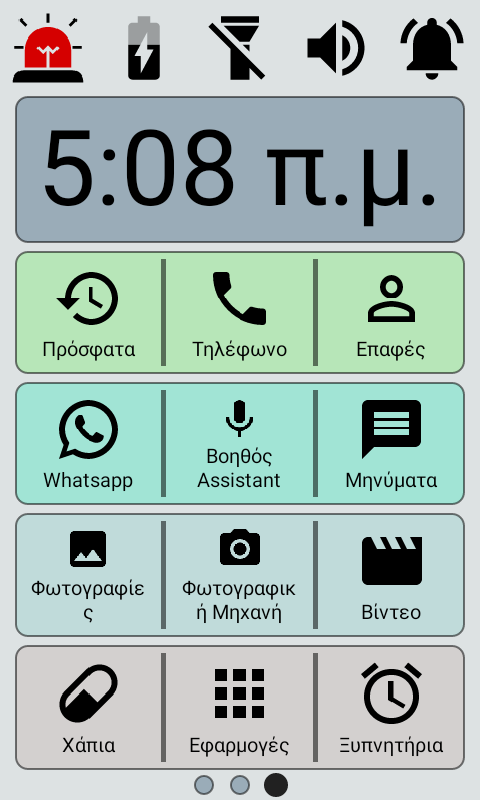 5:08 π.μ.
Πρόσφατα
Τηλέφωνο
Επαφές
Whatsapp
Βοηθός
Assistant
Μηνύματα
Φωτογραφίε
ς
Φωτογραφικ
ή Μηχανή
Βίντεο
Χάπια
Εφαρμογές
Ξυπνητήρια